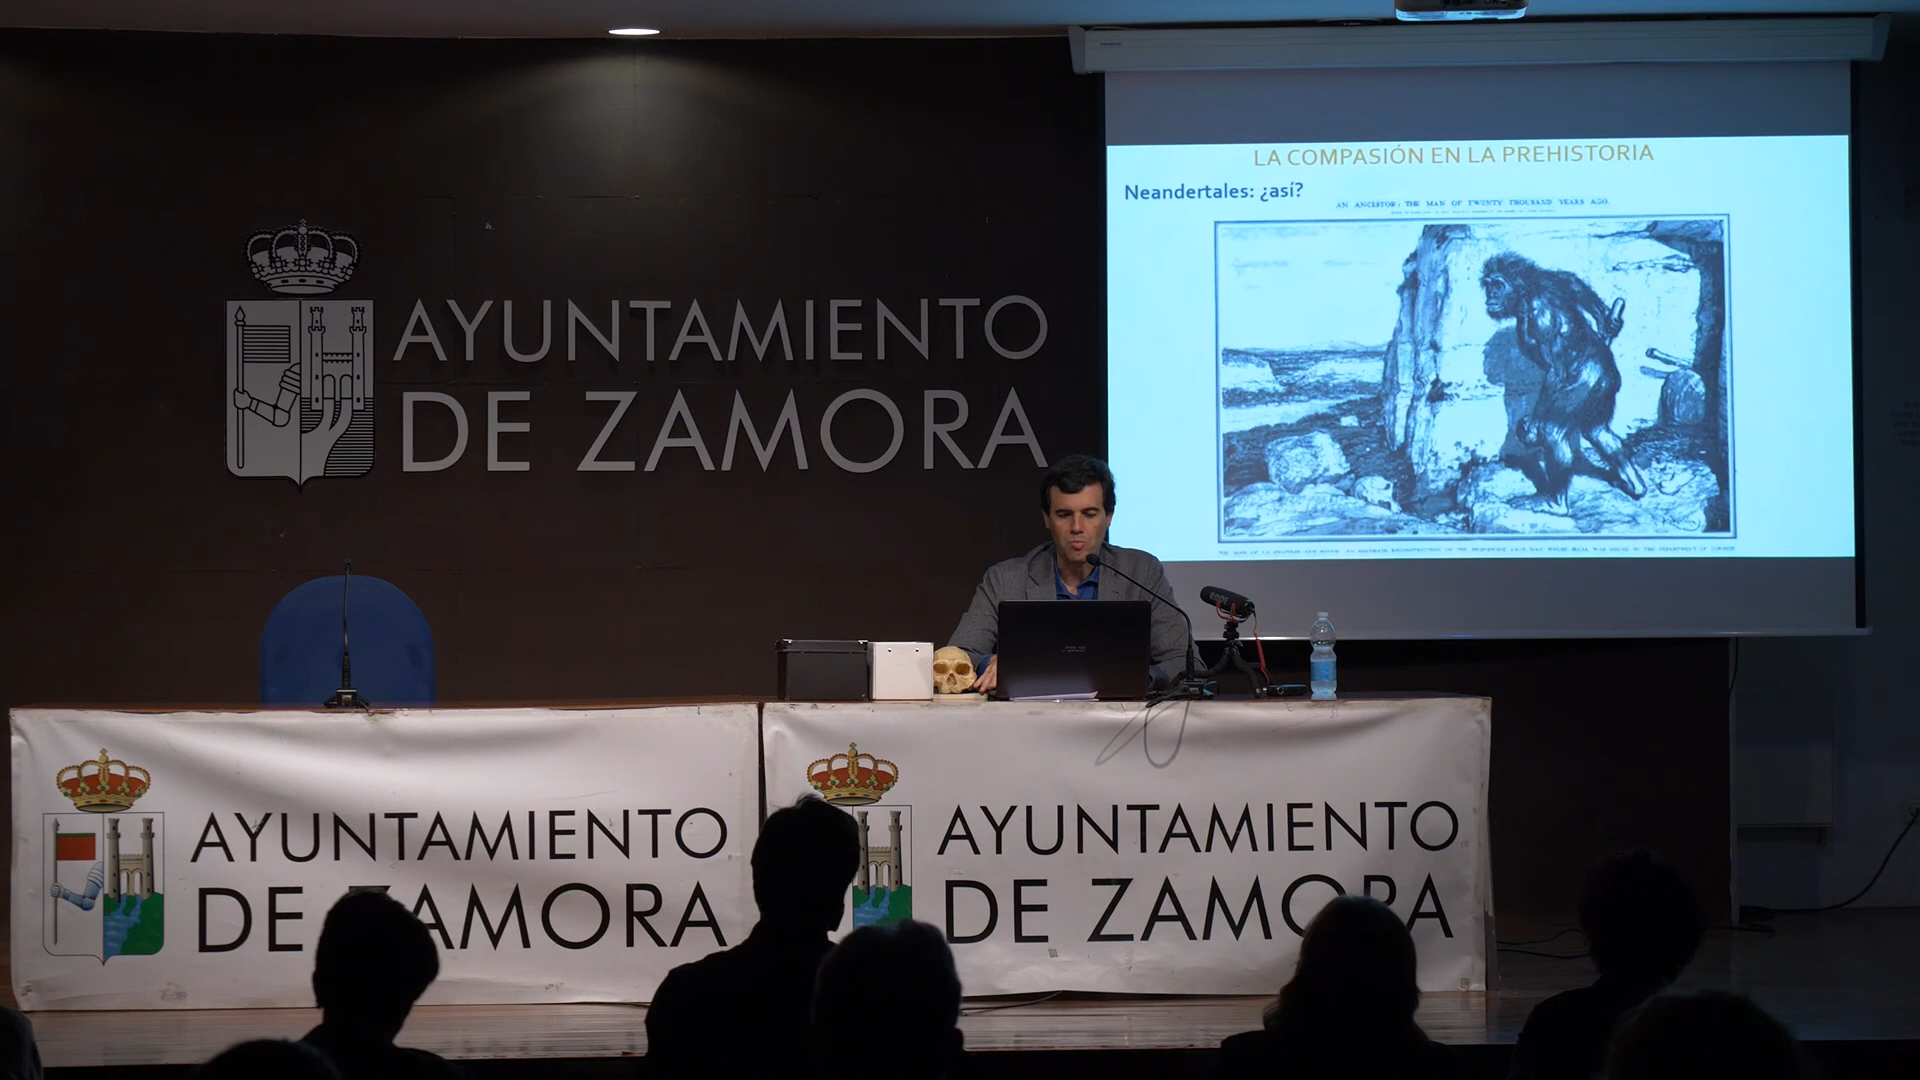 LA COMPASIÓN EN LA PREHISTORIA
Neandertales: ¿así?
AN ANCESTOR: THE MAN OF TWENTY THOUSAND YEARS AGO.
AYUNTAMIENTO
DE ZAMORA
RODE
AYUNTAMIENTO
DE ZAMORA
AYUNTAMIENTO
DE ZAMORA